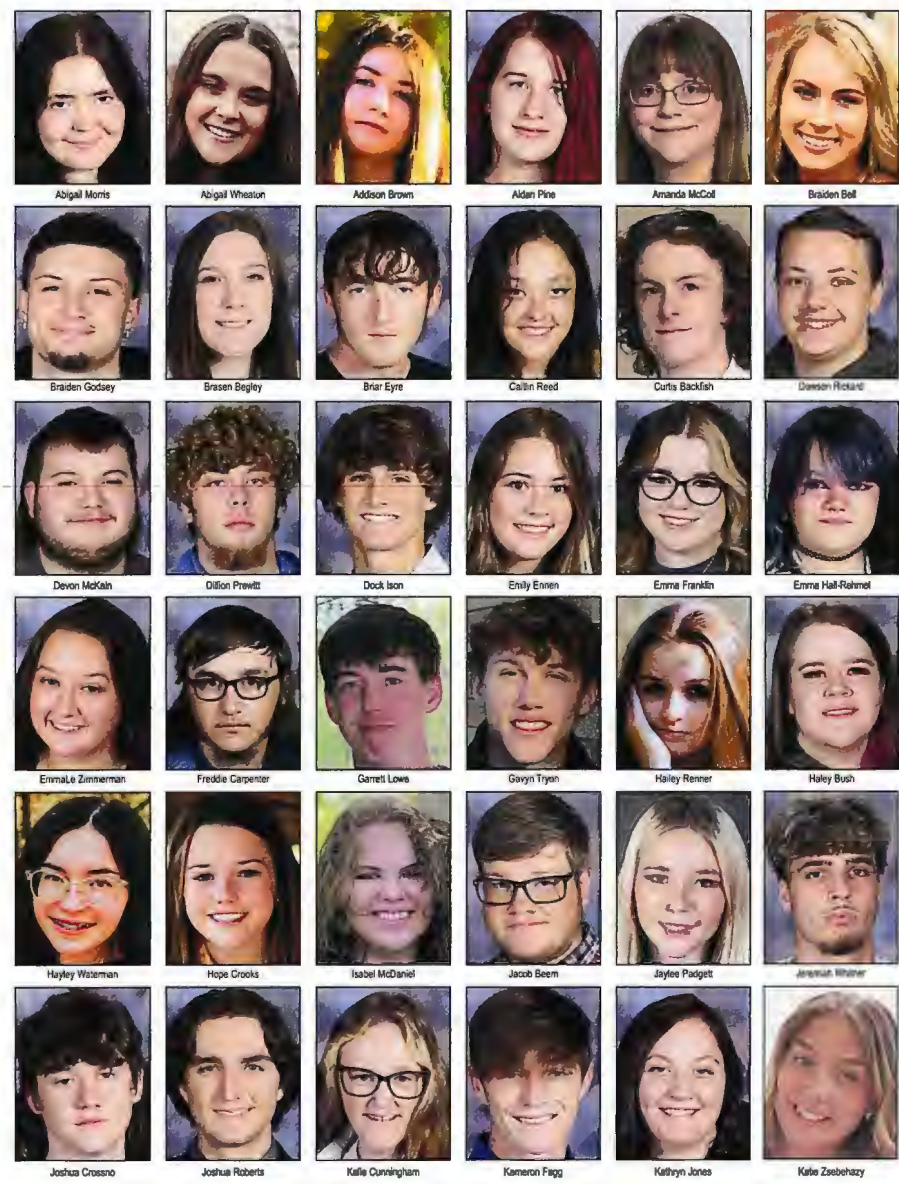 Abigail Morris Abigail Wheaton Addison Brown Aidan Pine Amanda McColl Braiden Bell
Braiden Godsey Brasen Begley Briar Eyre Caitlin Reed Curtis Backfish Dawsen Rickard
Devon McKain Dillion Prewitt Dock Ison Emily Ennen Emma Franklin Emma Hall-Rahmel
EmmaLe Zimmerman Freddie Carpenter Garrett Lowe Gavyn Tryon Hailey Renner Haley Bush
Hayley Waterman Hope Crooks Isabel McDaniel Jacob Beem Jaylee Padgett Jeremiah
Joshua Crossno Joshua Roberts Cunningham Kameron Fagg Kathryn Jones Katie Zsebehazy